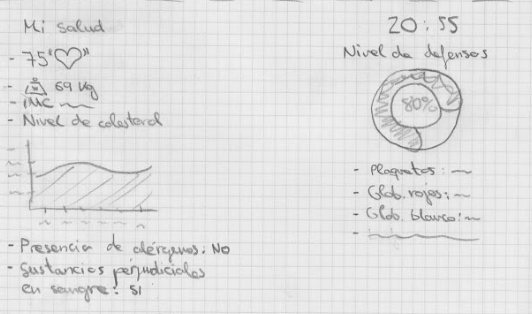 Mi salud
- 75 "♡"
- 69 Kg
- iMC
- Nivel de colesterol
- Presencia de alérgenos: NO
- Sustancias perjudiciales
en sangre: SI
20:55
Nivel de defensas
80%
- Plaquetas:
- Glob. rojos:
- Glob. blancos: